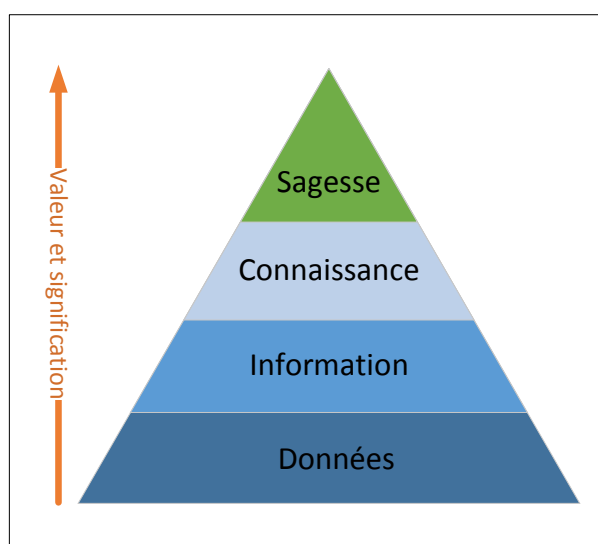 Valeur et signification
Sagesse
Connaissance
Information
Données